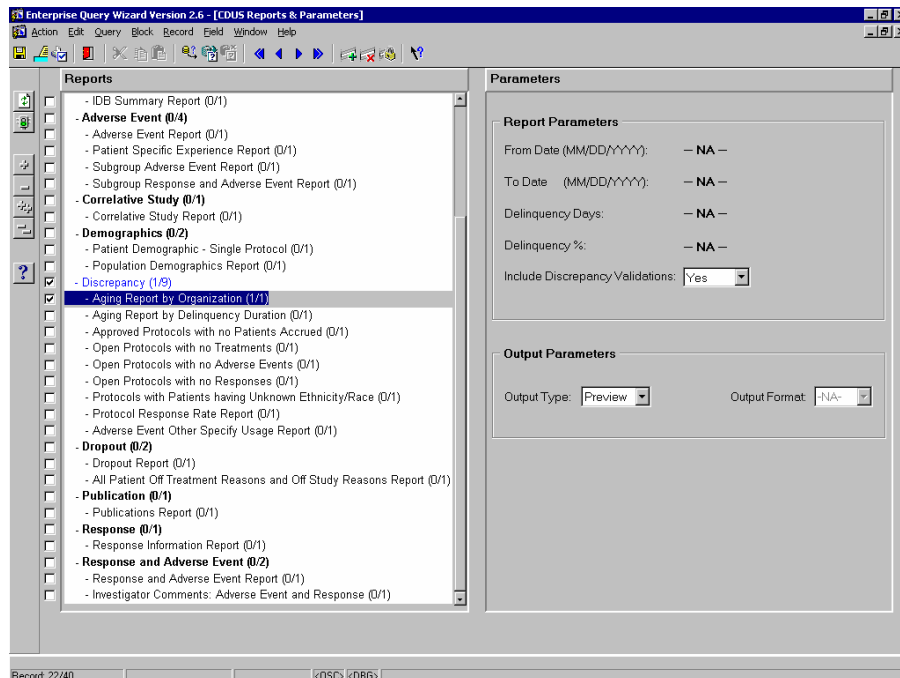 Enterprise Query Wizard Version 2.6 - [CDUS Reports & Parameters]
Action Edit Query Block Record Field Window Help
Reports
- IDB Summary Report (0/1)
- Adverse Event (0/4)
- Adverse Event Report (0/1)
- Patient Specific Experience Report (0/1)
- Subgroup Adverse Event Report (0/1)
- Subgroup Response and Adverse Event Report (0/1)
- Correlative Study (0/1)
- Correlative Study Report (0/1)
- Demographics (0/2)
- Patient Demographic - Single Protocol (0/1)
- Population Demographics Report (0/1)
- Discrepancy (1/9)
- Aging Report by Organization (1/1)
- Aging Report by Delinquency Duration (0/1)
- Approved Protocols with no Patients Accrued (0/1)
- Open Protocols with no Treatments (0/1)
- Open Protocols with no Adverse Events (0/1)
- Open Protocols with no Responses (0/1)
- Protocols with Patients having Unknown Ethnicity/Race (0/1)
- Protocol Response Rate Report (0/1)
- Adverse Event Other Specify Usage Report (0/1)
- Dropout (0/2)
- Dropout Report (0/1)
- All Patient Off Treatment Reasons and Off Study Reasons Report (0/1)
- Publication (0/1)
- Publications Report (0/1)
- Response (0/1)
- Response Information Report (0/1)
- Response and Adverse Event (0/2)
- Response and Adverse Event Report (0/1)
- Investigator Comments: Adverse Event and Response (0/1)
Parameters
Report Parameters
From Date (MM/DD/YYYY): -- NA --
To Date (MM/DD/YYYY): -- NA --
Delinquency Days: -- NA --
Delinquency %: -- NA --
Include Discrepancy Validations: Yes
Output Parameters
Output Type: Preview Output Format: -NA-
Record: 22/40 <OSC> <DBG>